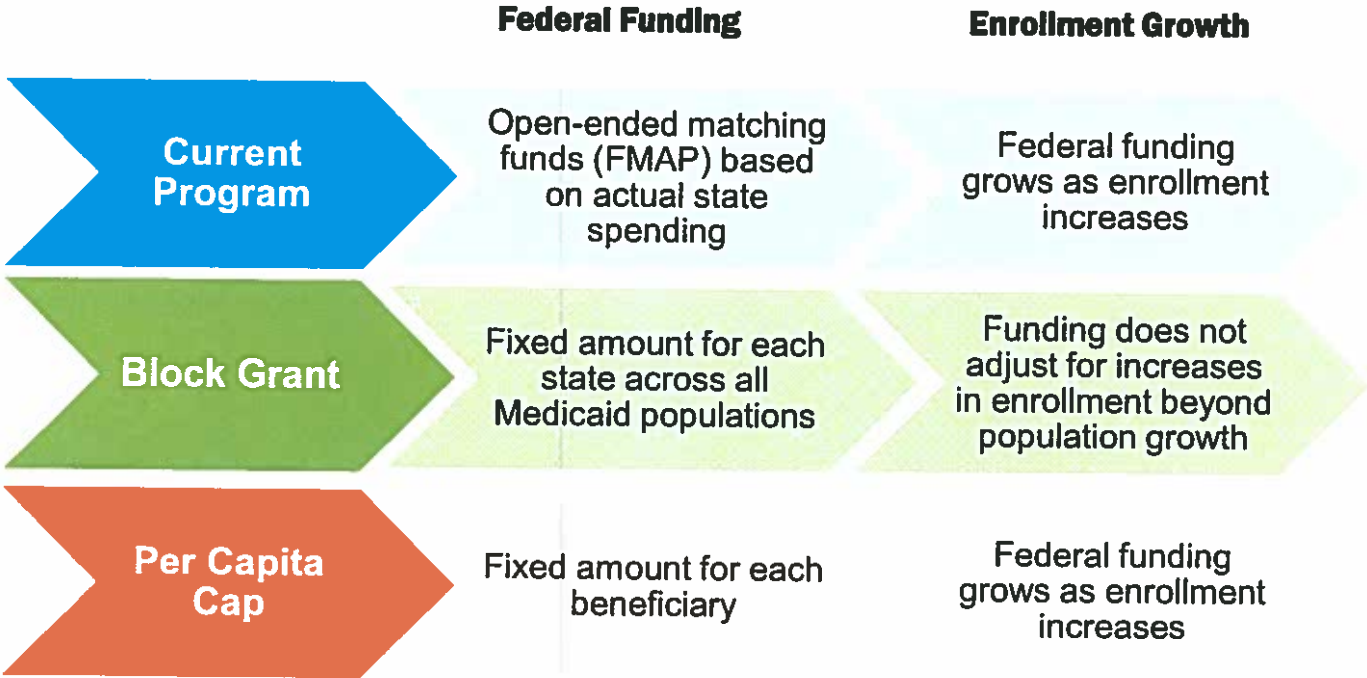 Federal Funding
Enrollment Growth
Current
Program
Open-ended matching
funds (FMAP) based
on actual state
spending
Federal funding
grows as enrollment
increases
Block Grant
Fixed amount for each
state across all
Medicaid populations
Funding does not
adjust for increases
in enrollment beyond
population growth
Per Capita
Cap
Fixed amount for each
beneficiary
Federal funding
grows as enrollment
increases